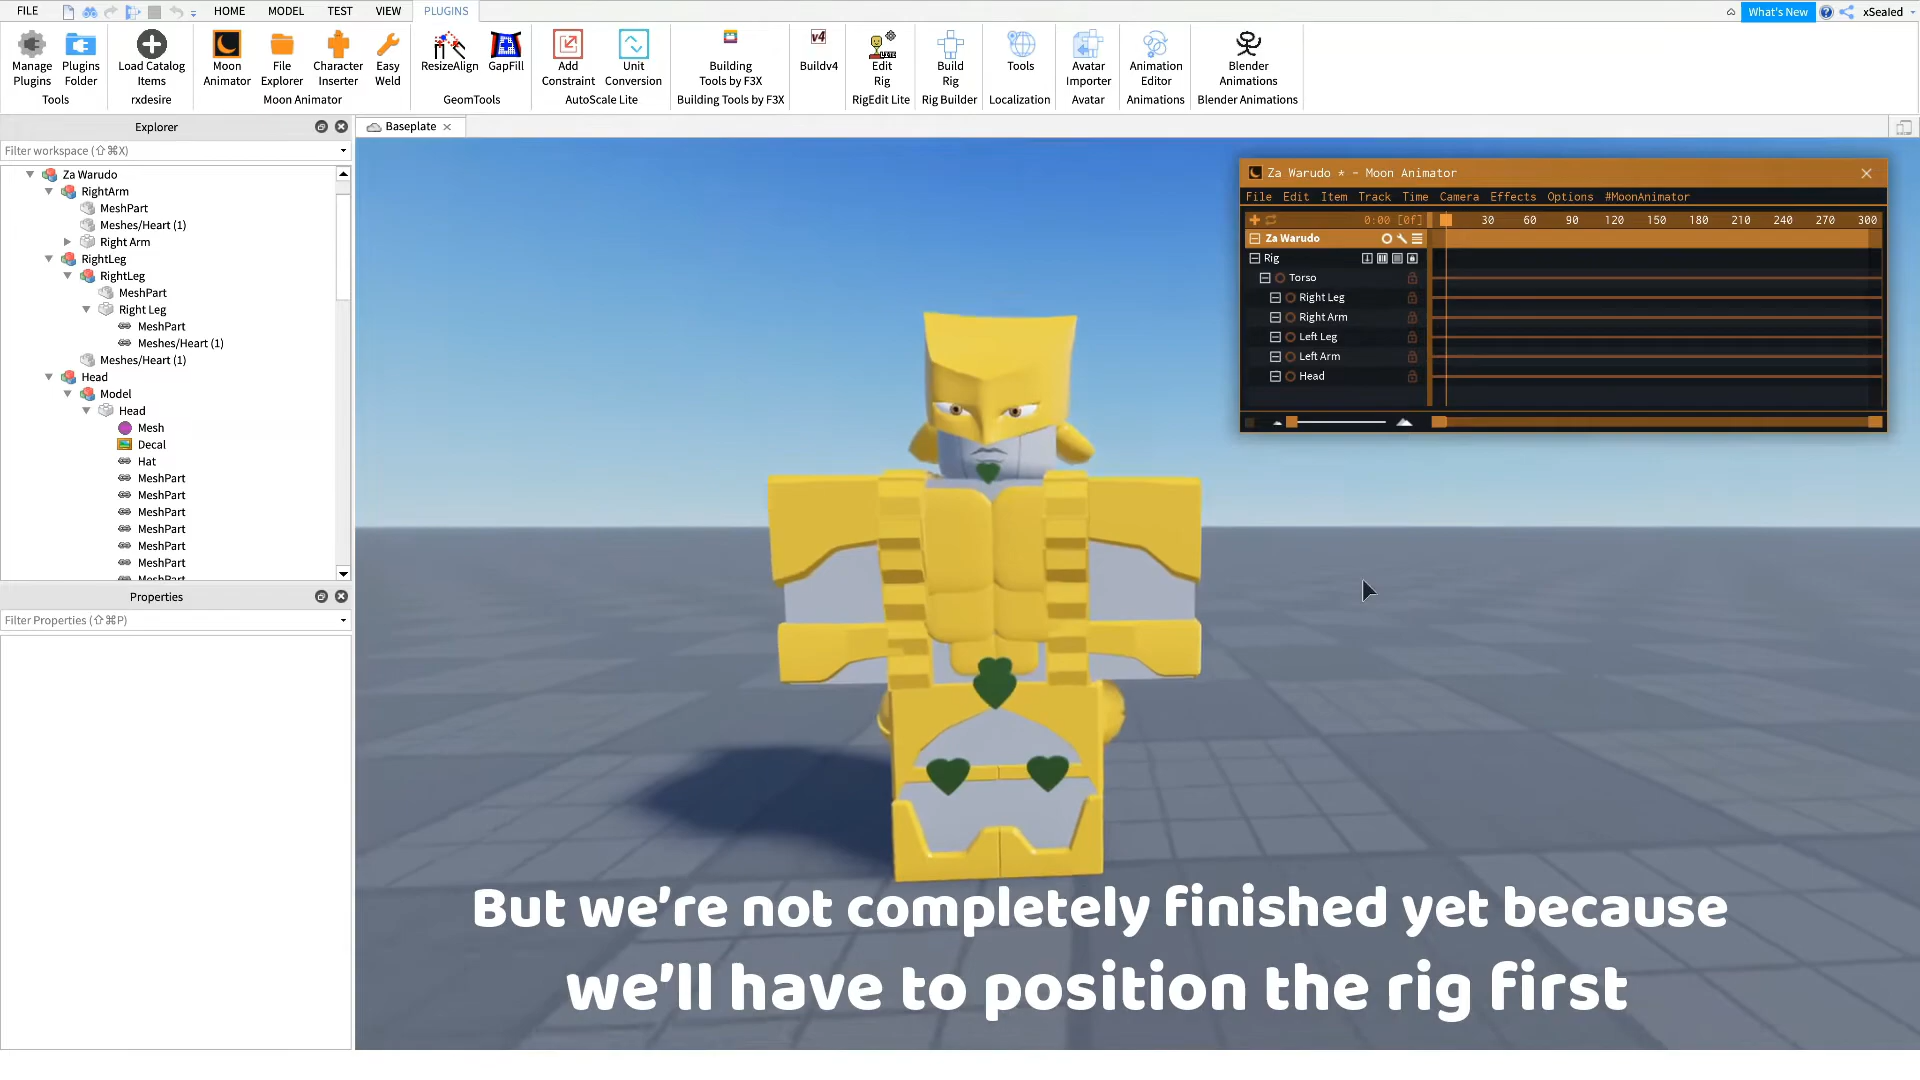 FILE HOME MODEL TEST VIEW PLUGINS What's New xSealed
Manage Plugins
Plugins Folder
Tools
Load Catalog Items
rxdesire
Moon Animator
File Explorer
Character Inserter
Easy Weld
Moon Animator
ResizeAlign
GapFill
GeomTools
Add Constraint
Unit Conversion
AutoScale Lite
Building Tools by F3X
Building Tools by F3X
v4
Buildv4
Edit Rig
RigEdit Lite
Build Rig
Rig Builder
Tools
Localization
Avatar Importer
Avatar
Animation Editor
Animations
Blender Animations
Blender Animations
Explorer
Filter workspace (⇧⌘X)
Za Warudo
RightArm
MeshPart
Meshes/Heart (1)
Right Arm
RightLeg
RightLeg
MeshPart
Right Leg
MeshPart
Meshes/Heart (1)
Meshes/Heart (1)
Head
Model
Head
Mesh
Decal
Hat
MeshPart
MeshPart
MeshPart
MeshPart
MeshPart
MeshPart
MeshPart
Properties
Filter Properties (⇧⌘P)
Baseplate
Za Warudo * - Moon Animator
File Edit Item Track Time Camera Effects Options #MoonAnimator
0:00 [0f] 30 60 90 120 150 180 210 240 270 300
Za Warudo
Rig
Torso
Right Leg
Right Arm
Left Leg
Left Arm
Head
But we're not completely finished yet because
we'll have to position the rig first